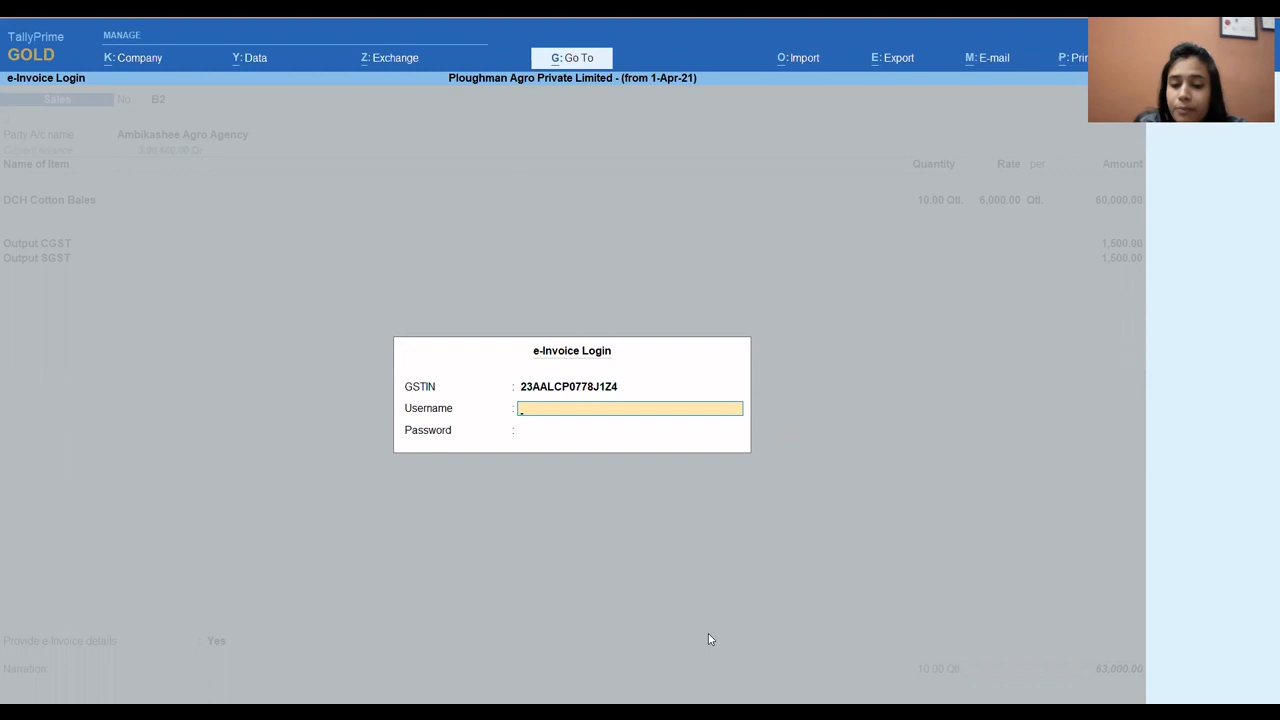 TallyPrime
GOLD
MANAGE
K: Company
Y: Data
Z: Exchange
G: Go To
O: Import
E: Export
M: E-mail
P: Prin
e-Invoice Login
Ploughman Agro Private Limited - (from 1-Apr-21)
Sales No. B2
Party A/c name Ambikashee Agro Agency
Current balance
Name of Item Quantity Rate per Amount
DCH Cotton Bales 10.00 Qtl. 6,000.00 Qtl. 60,000.00
Output CGST 1,500.00
Output SGST 1,500.00
e-Invoice Login
GSTIN : 23AALCP0778J1Z4
Username :
Password :
Provide e-Invoice details Yes
Narration: 10.00 Qtl. 63,000.00